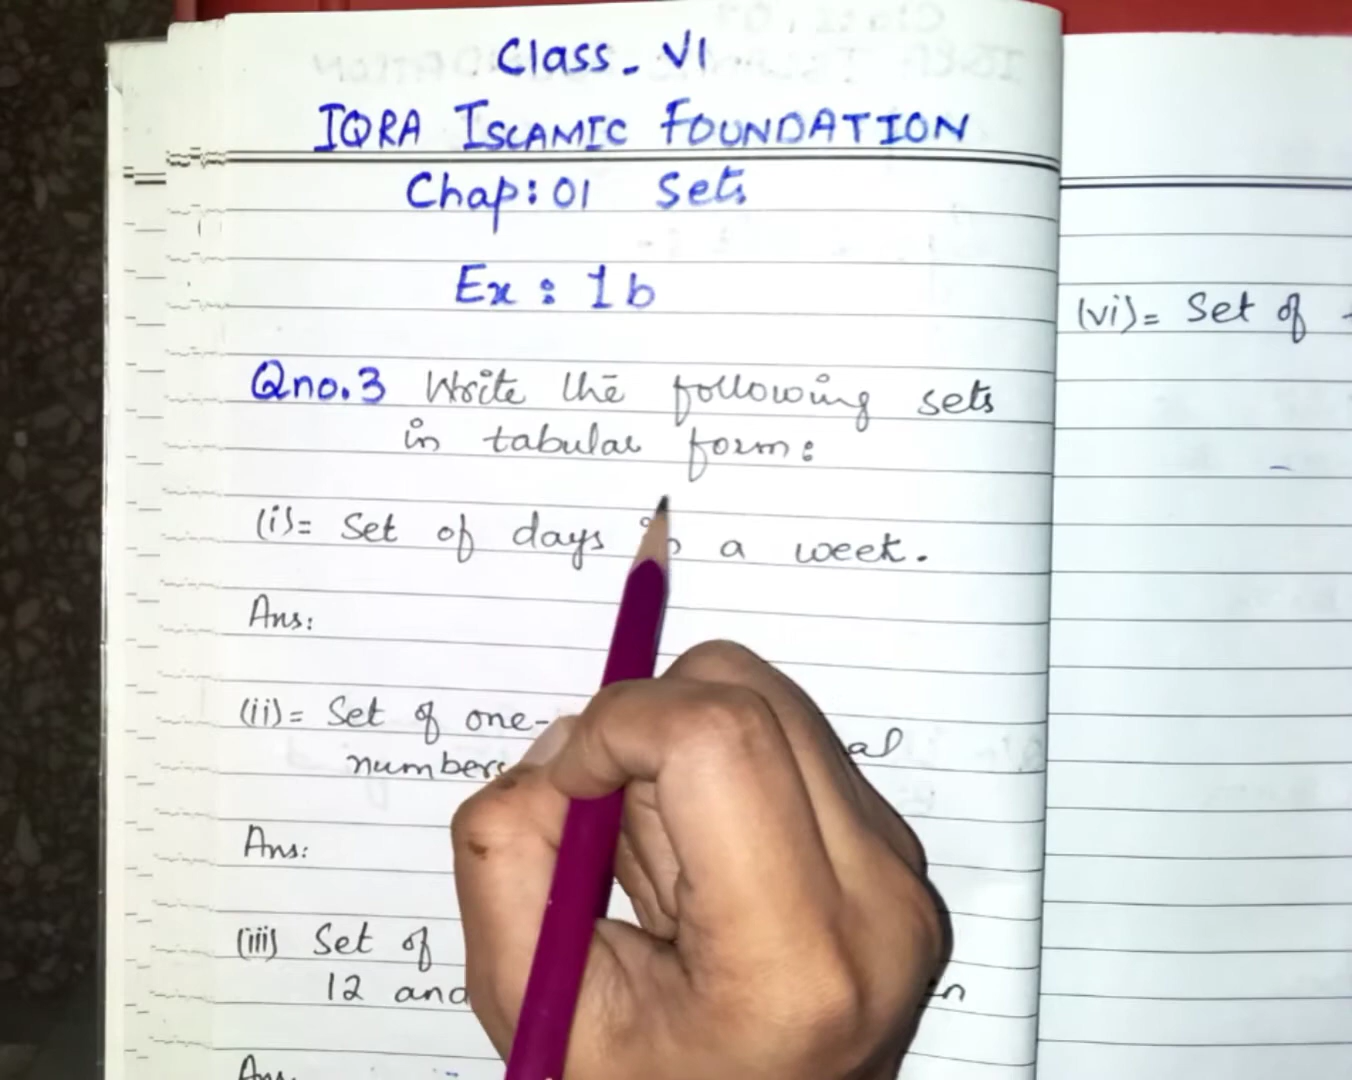 Class - VI
IQRA ISLAMIC FOUNDATION
Chap: 01 Sets
Ex: 1b
Qno.3 Write the following sets
in tabular form:
(i)= Set of days a week.
Ans:
(ii)= Set of one-
numbers
Ans:
(iii) Set of
12 and
Ans.
(vi)= Set of